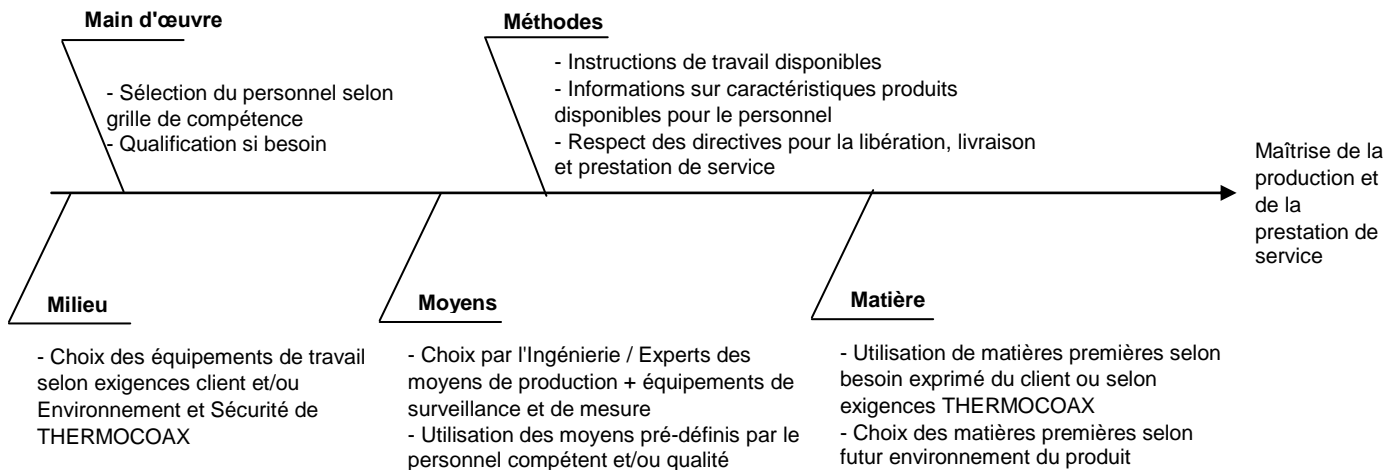 Main d'œuvre
- Sélection du personnel selon
grille de compétence
- Qualification si besoin
Méthodes
- Instructions de travail disponibles
- Informations sur caractéristiques produits
disponibles pour le personnel
- Respect des directives pour la libération, livraison
et prestation de service
Maîtrise de la
production et
de la
prestation de
service
Milieu
- Choix des équipements de travail
selon exigences client et/ou
Environnement et Sécurité de
THERMOCOAX
Moyens
- Choix par l'Ingénierie / Experts des
moyens de production + équipements de
surveillance et de mesure
- Utilisation des moyens pré-définis par le
personnel compétent et/ou qualité
Matière
- Utilisation de matières premières selon
besoin exprimé du client ou selon
exigences THERMOCOAX
- Choix des matières premières selon
futur environnement du produit